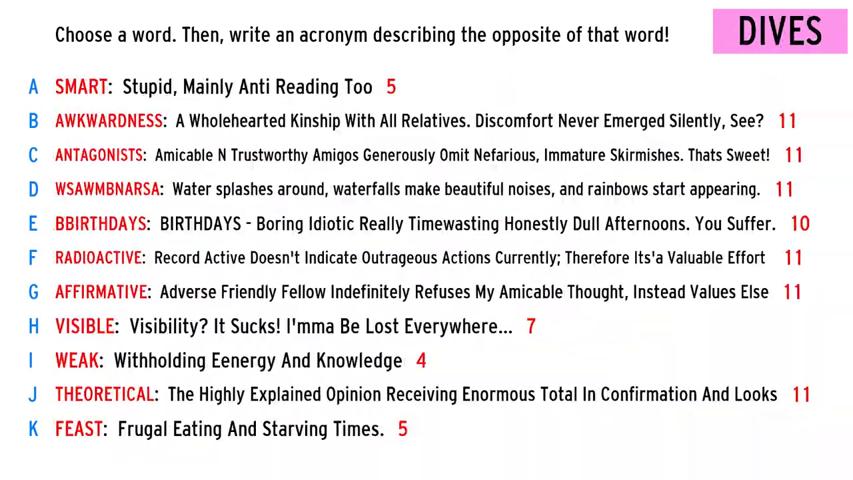 Choose a word. Then, write an acronym describing the opposite of that word!
DIVES
A SMART: Stupid, Mainly Anti Reading Too 5
B AWKWARDNESS: A Wholehearted Kinship With All Relatives. Discomfort Never Emerged Silently, See? 11
C ANTAGONISTS: Amicable N Trustworthy Amigos Generously Omit Nefarious, Immature Skirmishes. Thats Sweet! 11
D WSAWMBNARSA: Water splashes around, waterfalls make beautiful noises, and rainbows start appearing. 11
E BBIRTHDAYS: BIRTHDAYS - Boring Idiotic Really Timewasting Honestly Dull Afternoons. You Suffer. 10
F RADIOACTIVE: Record Active Doesn't Indicate Outrageous Actions Currently; Therefore Its'a Valuable Effort 11
G AFFIRMATIVE: Adverse Friendly Fellow Indefinitely Refuses My Amicable Thought, Instead Values Else 11
H VISIBLE: Visibility? It Sucks! I'mma Be Lost Everywhere... 7
I WEAK: Withholding Eenergy And Knowledge 4
J THEORETICAL: The Highly Explained Opinion Receiving Enormous Total In Confirmation And Looks 11
K FEAST: Frugal Eating And Starving Times. 5